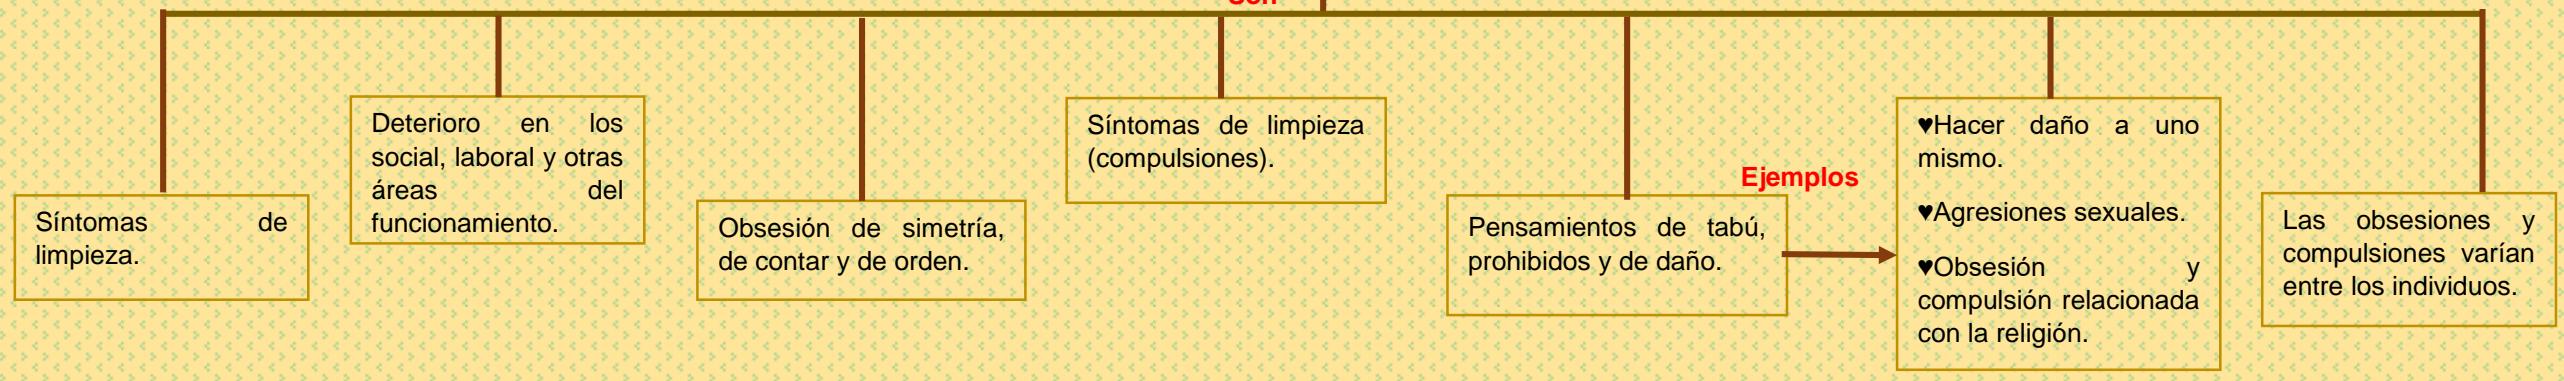 Son
Síntomas de
limpieza.
Deterioro en los
social, laboral y otras
áreas del
funcionamiento.
Obsesión de simetría,
de contar y de orden.
Síntomas de limpieza
(compulsiones).
Pensamientos de tabú,
prohibidos y de daño.
Ejemplos
♥Hacer daño a uno
mismo.
♥Agresiones sexuales.
♥Obsesión y
compulsión relacionada
con la religión.
Las obsesiones y
compulsiones varían
entre los individuos.